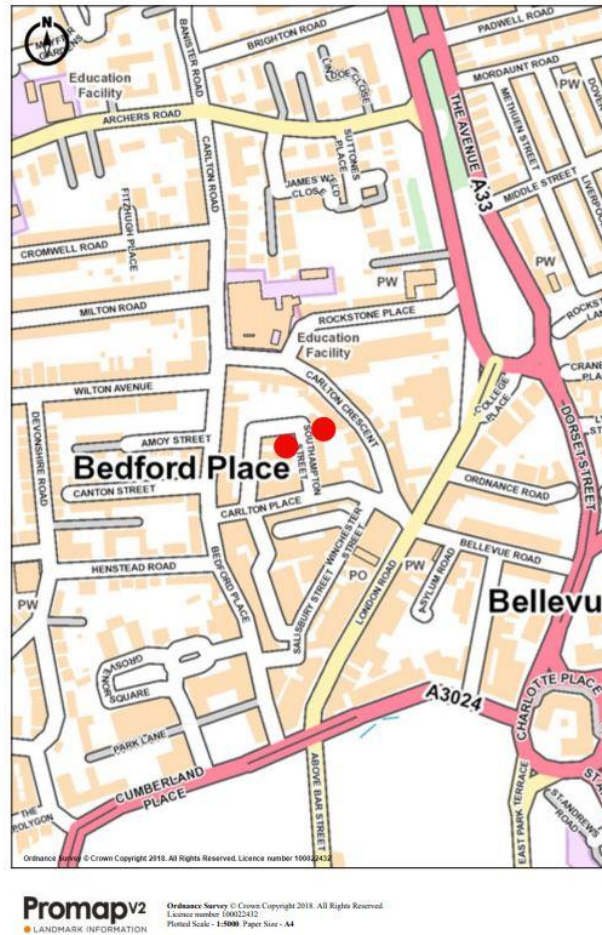 N
MAYFAIR
GARDENS
Education
Facility
BANISTER ROAD
BRIGHTON ROAD
PADWELL ROAD
MORDAUNT ROAD
PW
METHUEN STREET
THE AVENUE A33
ARCHERS ROAD
CARLTON ROAD
SUTTONES
PLACE
MIDDLE STREET
FITZHUGH PLACE
CROMWELL ROAD
PW
PW
MILTON ROAD
ROCKSTONE PLACE
Education
Facility
CARLTON CRESCENT
WILTON AVENUE
COLLEGE
PLACE
DORSET STREET
DEVONSHIRE ROAD
AMOY STREET
SOUTHAMPTON
STREET
Bedford Place
CANTON STREET
ORDNANCE ROAD
CARLTON PLACE
WINCHESTER
STREET
BELLEVUE ROAD
HENSTEAD ROAD
BEDFORD PLACE
SALISBURY STREET
PO
PW
LONDON ROAD
ASYLUM ROAD
PW
Bellevu
GROSVENOR
SQUARE
A3024
CHARLOTTE PLACE
PARK LANE
CUMBERLAND
PLACE
ABOVE BAR STREET
EAST PARK TERRACE
ST ANDREWS
ROAD
THE
POLYGON
Ordnance Survey © Crown Copyright 2018. All Rights Reserved. Licence number 100022432
Promap V2
LANDMARK INFORMATION
Ordnance Survey © Crown Copyright 2018. All Rights Reserved.
Licence number 100022432
Plotted Scale - 1:5000. Paper Size - A4